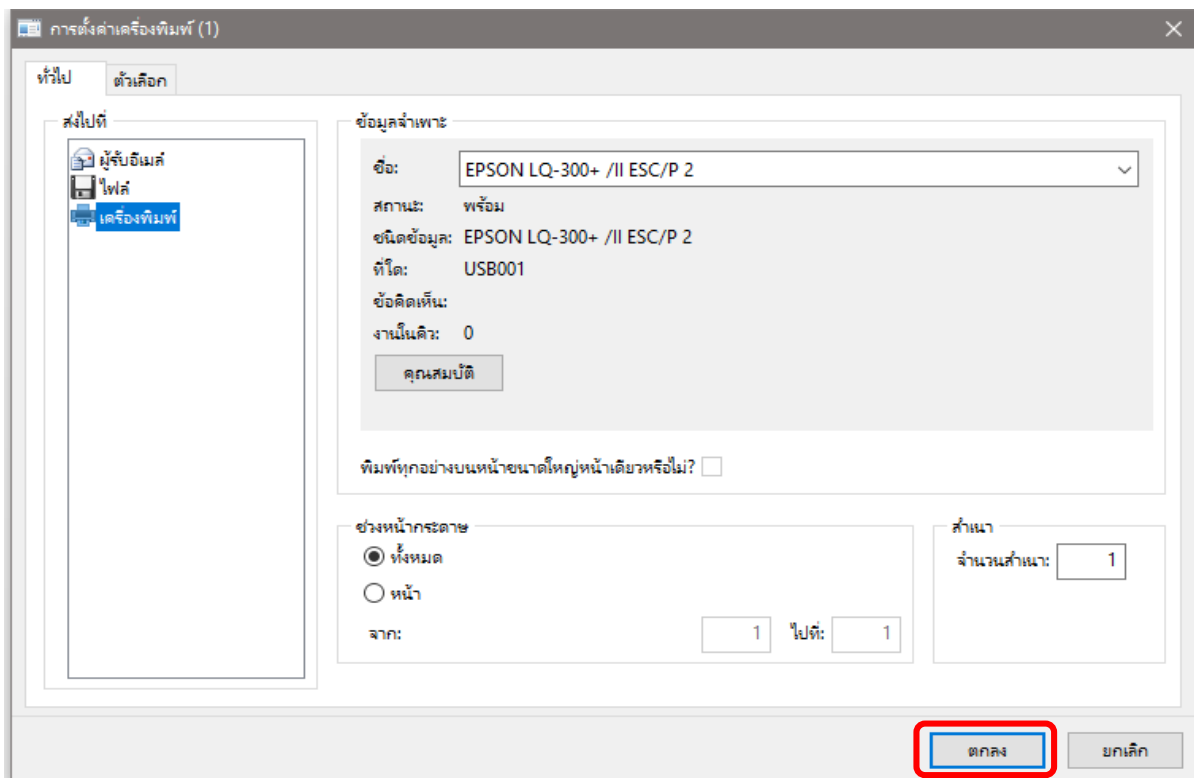 การตั้งค่าเครื่องพิมพ์ (1)
ทั่วไป
ตัวเลือก
ส่งไปที่
ผู้รับอีเมล์
ไฟล์
เครื่องพิมพ์
ข้อมูลจำเพาะ
ชื่อ: EPSON LQ-300+ /II ESC/P 2
สถานะ: พร้อม
ชนิดข้อมูล: EPSON LQ-300+ /II ESC/P 2
ที่ใด: USB001
ข้อคิดเห็น:
งานในคิว: 0
คุณสมบัติ
พิมพ์ทุกอย่างบนหน้าขนาดใหญ่หน้าเดียวหรือไม่?
ช่วงหน้ากระดาษ
ทั้งหมด
หน้า
จาก: 1 ไปที่: 1
สำเนา
จำนวนสำเนา: 1
ตกลง
ยกเลิก